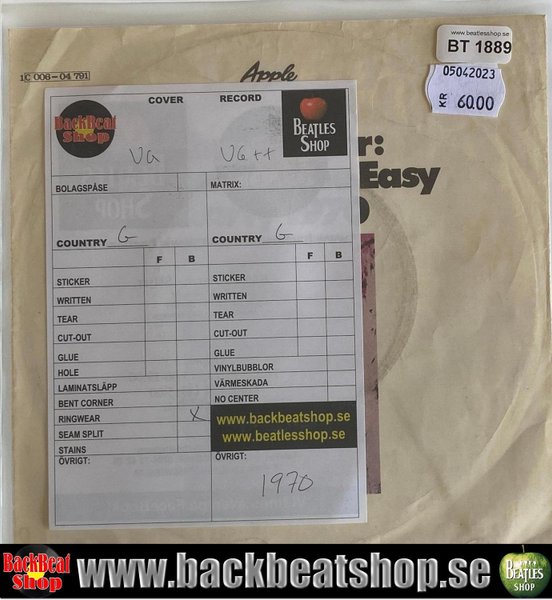 www.beatlesshop.se
BT 1889
05042023
KR 6000
1C 006-04 791
Apple
r:
Easy
BackBeat
Shop
COVER
RECORD
BEATLES
SHOP
VG
VG++
BOLAGSPÅSE
MATRIX:
COUNTRY G
COUNTRY G
F B
F B
STICKER
STICKER
WRITTEN
WRITTEN
TEAR
TEAR
CUT-OUT
CUT-OUT
GLUE
GLUE
HOLE
VINYLBUBBLOR
LAMINATSLÄPP
VÄRMESKADA
BENT CORNER
NO CENTER
RINGWEAR X
www.backbeatshop.se
www.beatlesshop.se
SEAM SPLIT
STAINS
ÖVRIGT:
ÖVRIGT:
1970
BackBeat
Shop
www.backbeatshop.se
BEATLES
SHOP